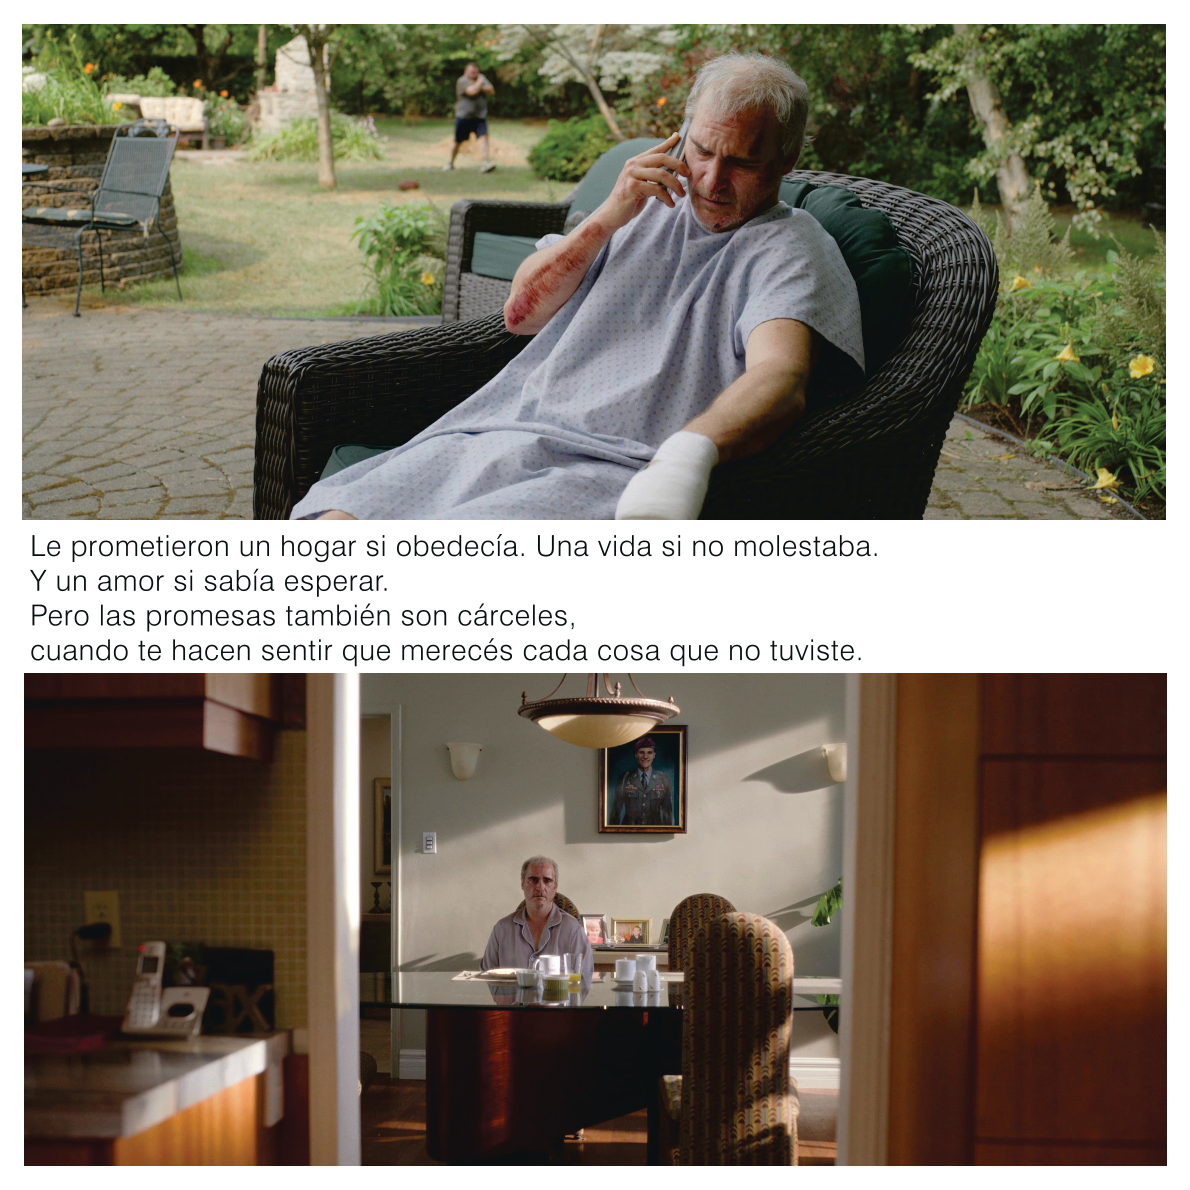 Le prometieron un hogar si obedecía. Una vida si no molestaba.
Y un amor si sabía esperar.
Pero las promesas también son cárceles,
cuando te hacen sentir que merecés cada cosa que no tuviste.